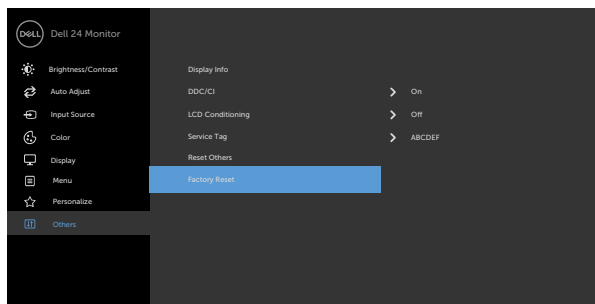 DELL Dell 24 Monitor
Brightness/Contrast Display Info
Auto Adjust DDC/CI On
Input Source LCD Conditioning Off
Color Service Tag ABCDEF
Display Reset Others
Menu Factory Reset
Personalize
Others